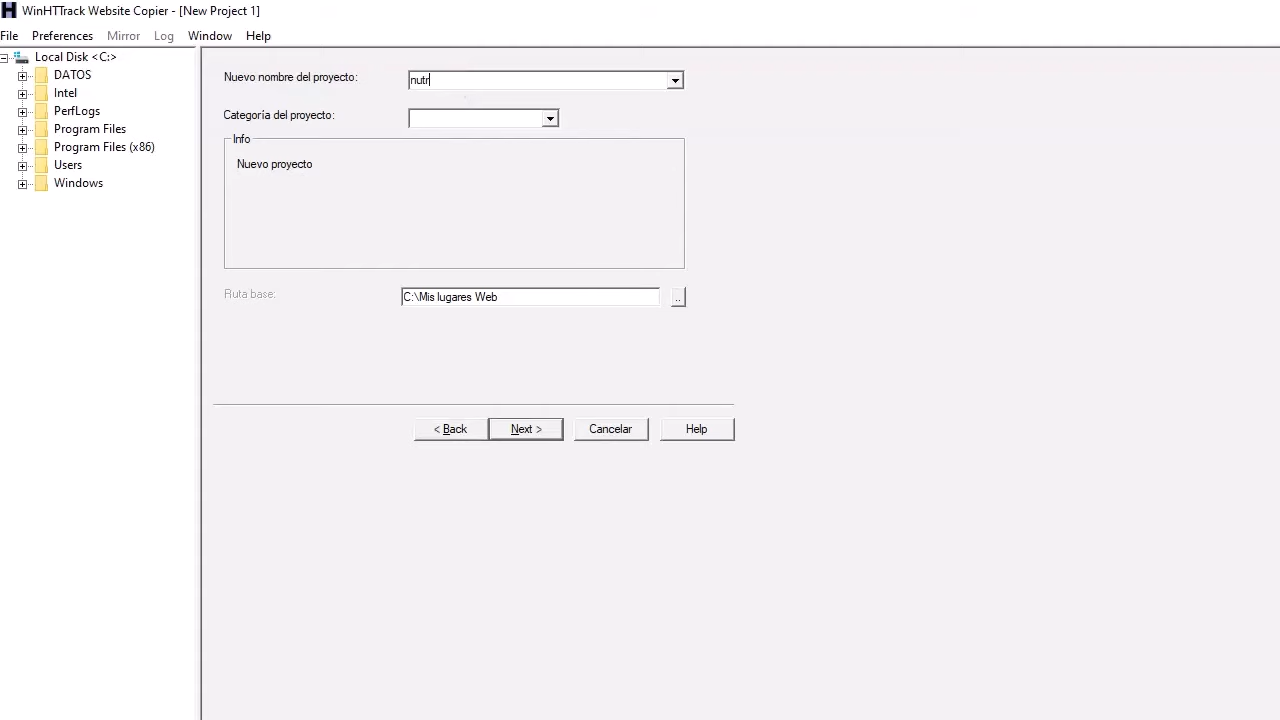 WinHTTrack Website Copier - [New Project 1]
File Preferences Mirror Log Window Help
Local Disk <C:>
DATOS
Intel
PerfLogs
Program Files
Program Files (x86)
Users
Windows
Nuevo nombre del proyecto: nutr
Categoría del proyecto:
Info
Nuevo proyecto
Ruta base: C:\Mis lugares Web ..
< Back Next > Cancelar Help